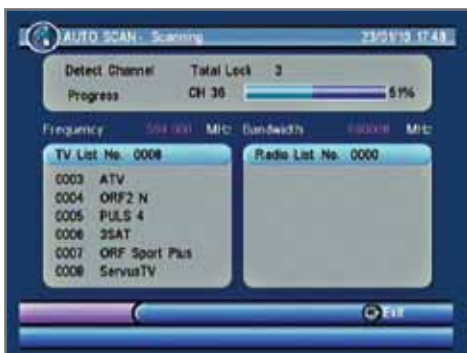 AUTO SCAN - Scanning 23/01/10 17:48
Detect Channel Total Lock 3
Progress CH 36 51%
Frequency MHz Bandwidth MHz
TV List No. 0008 Radio List No. 0000
0003 ATV
0004 ORF2 N
0005 PULS 4
0006 3SAT
0007 ORF Sport Plus
0008 ServusTV
Exit